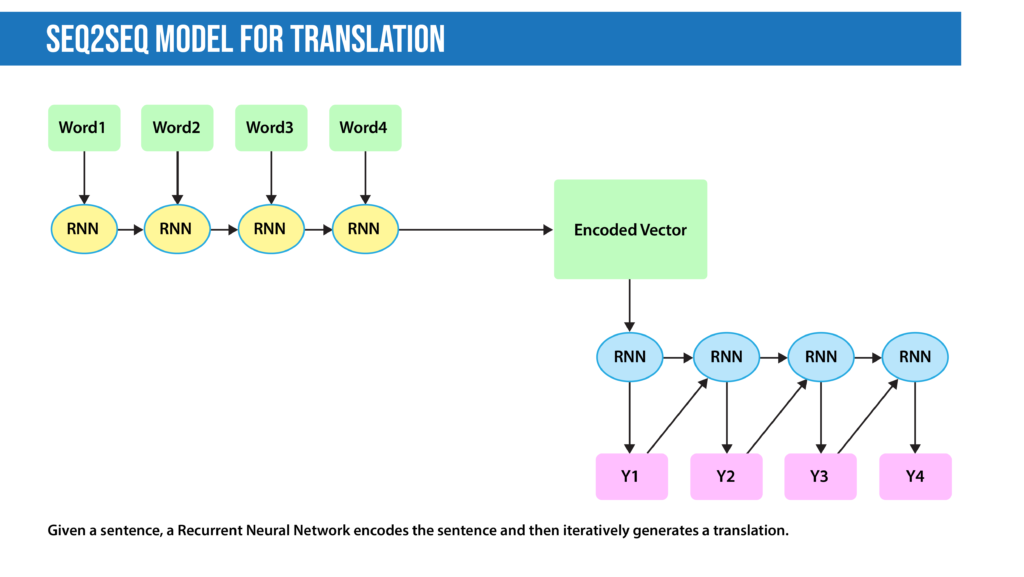 SEQ2SEQ MODEL FOR TRANSLATION
Word1 Word2 Word3 Word4
RNN RNN RNN RNN
Encoded Vector
RNN RNN RNN RNN
Y1 Y2 Y3 Y4
Given a sentence, a Recurrent Neural Network encodes the sentence and then iteratively generates a translation.